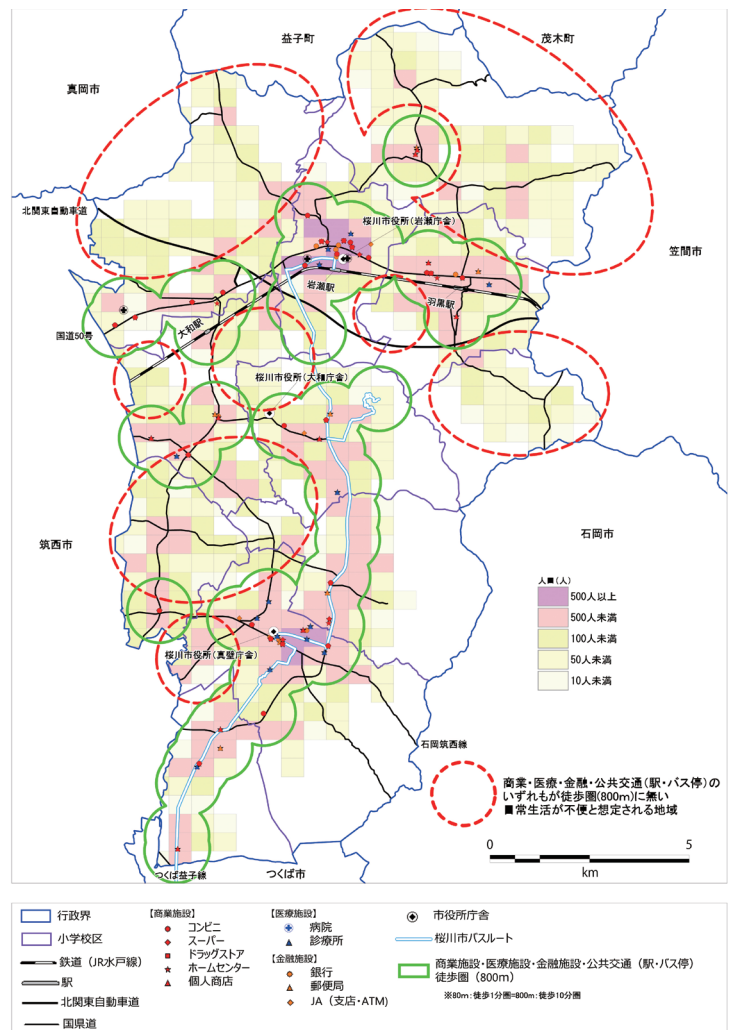 益子町
茂木町
真岡市
北関東自動車道
桜川市役所(岩瀬庁舎)
笠間市
岩瀬駅
羽黒駅
大和駅
国道50号
桜川市役所(大和庁舎)
筑西市
石岡市
人■(人)
500人以上
500人未満
100人未満
50人未満
10人未満
桜川市役所(真壁庁舎)
石岡筑西線
商業・医療・金融・公共交通(駅・バス停)の
いずれもが徒歩圏(800m)に無い
■常生活が不便と想定される地域
0 5
km
つくば益子線
つくば市
行政界
小学校区
鉄道(JR水戸線)
駅
北関東自動車道
国県道
【商業施設】
コンビニ
スーパー
ドラッグストア
ホームセンター
個人商店
【医療施設】
病院
診療所
【金融施設】
銀行
郵便局
JA(支店・ATM)
市役所庁舎
桜川市バスルート
商業施設・医療施設・金融施設・公共交通(駅・バス停)
徒歩圏(800m)
※80m:徒歩1分圏=800m:徒歩10分圏